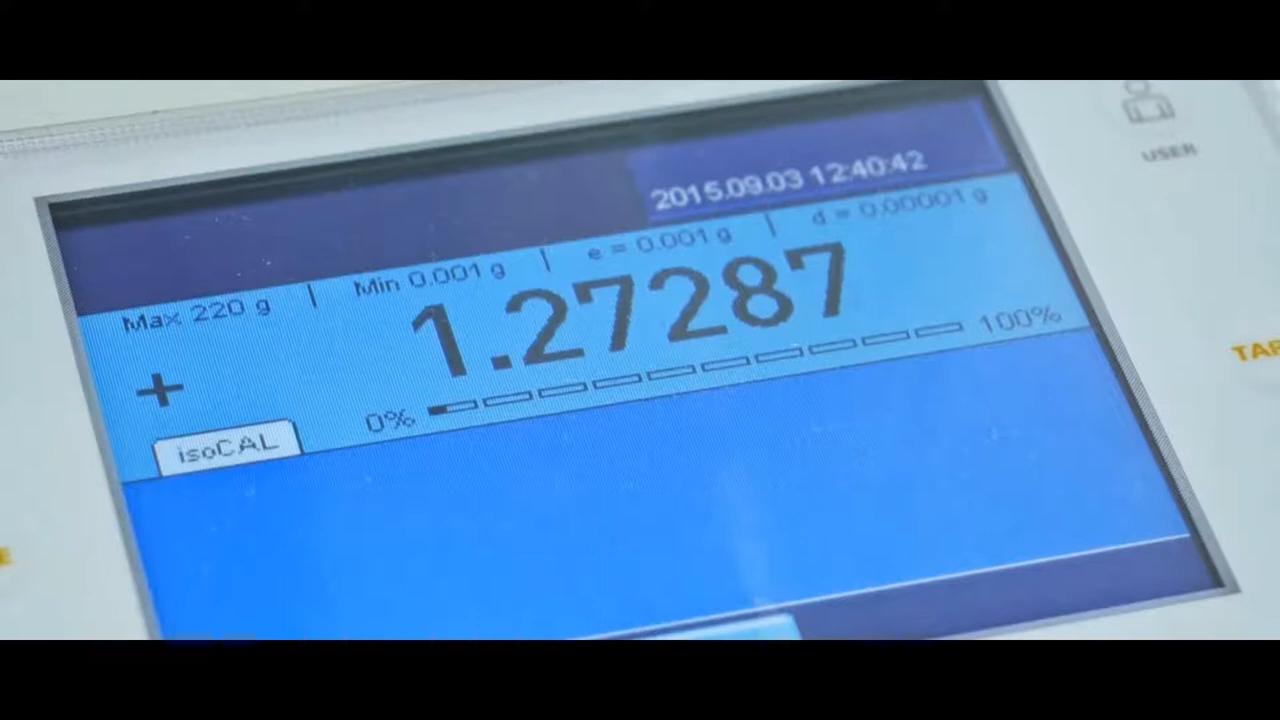 USER
2015.09.03 12:40:42
Max 220 g | Min 0.001 g | e = 0.001 g | d = 0.00001 g
+ 1.27287
0% 100%
isoCAL